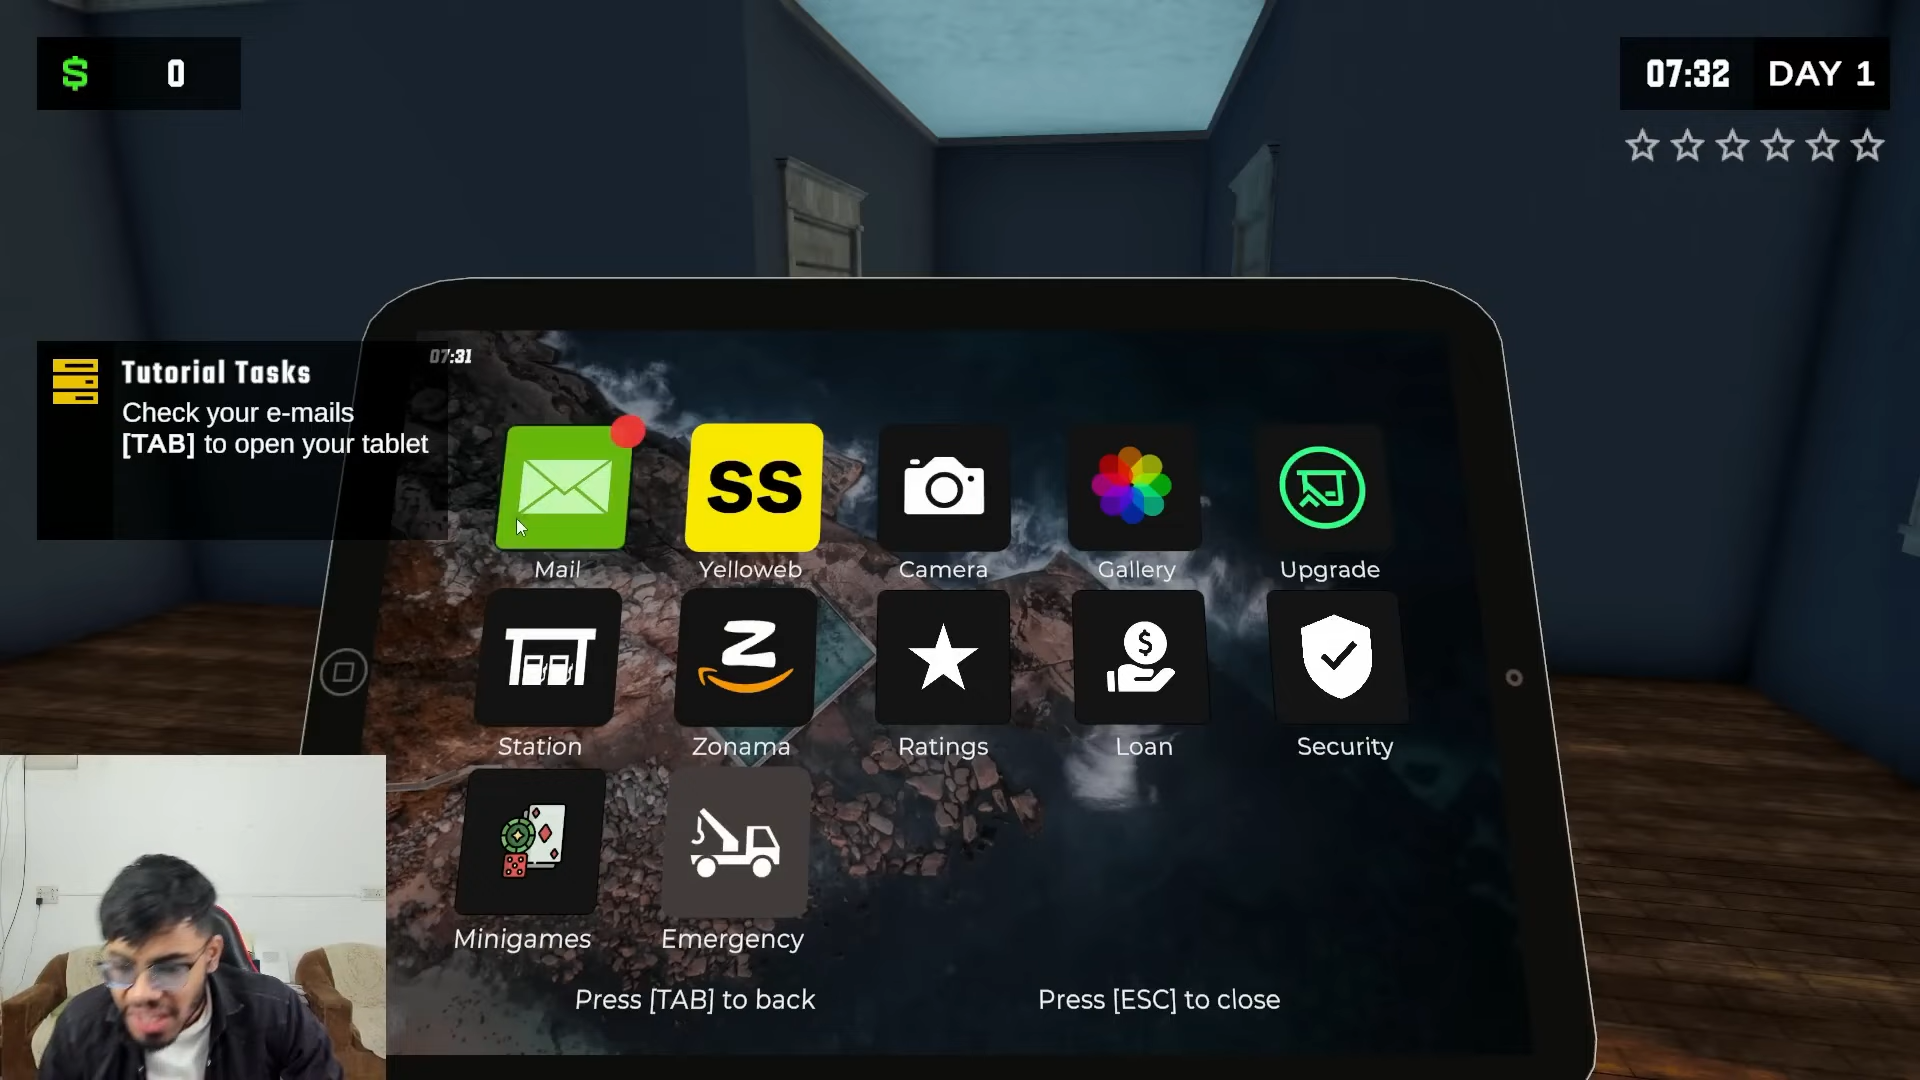 $ 0
07:32 DAY 1
Tutorial Tasks
Check your e-mails
[TAB] to open your tablet
07:31
SS
Mail Yelloweb Camera Gallery Upgrade
Z
$
Station Zonama Ratings Loan Security
Minigames Emergency
Press [TAB] to back Press [ESC] to close